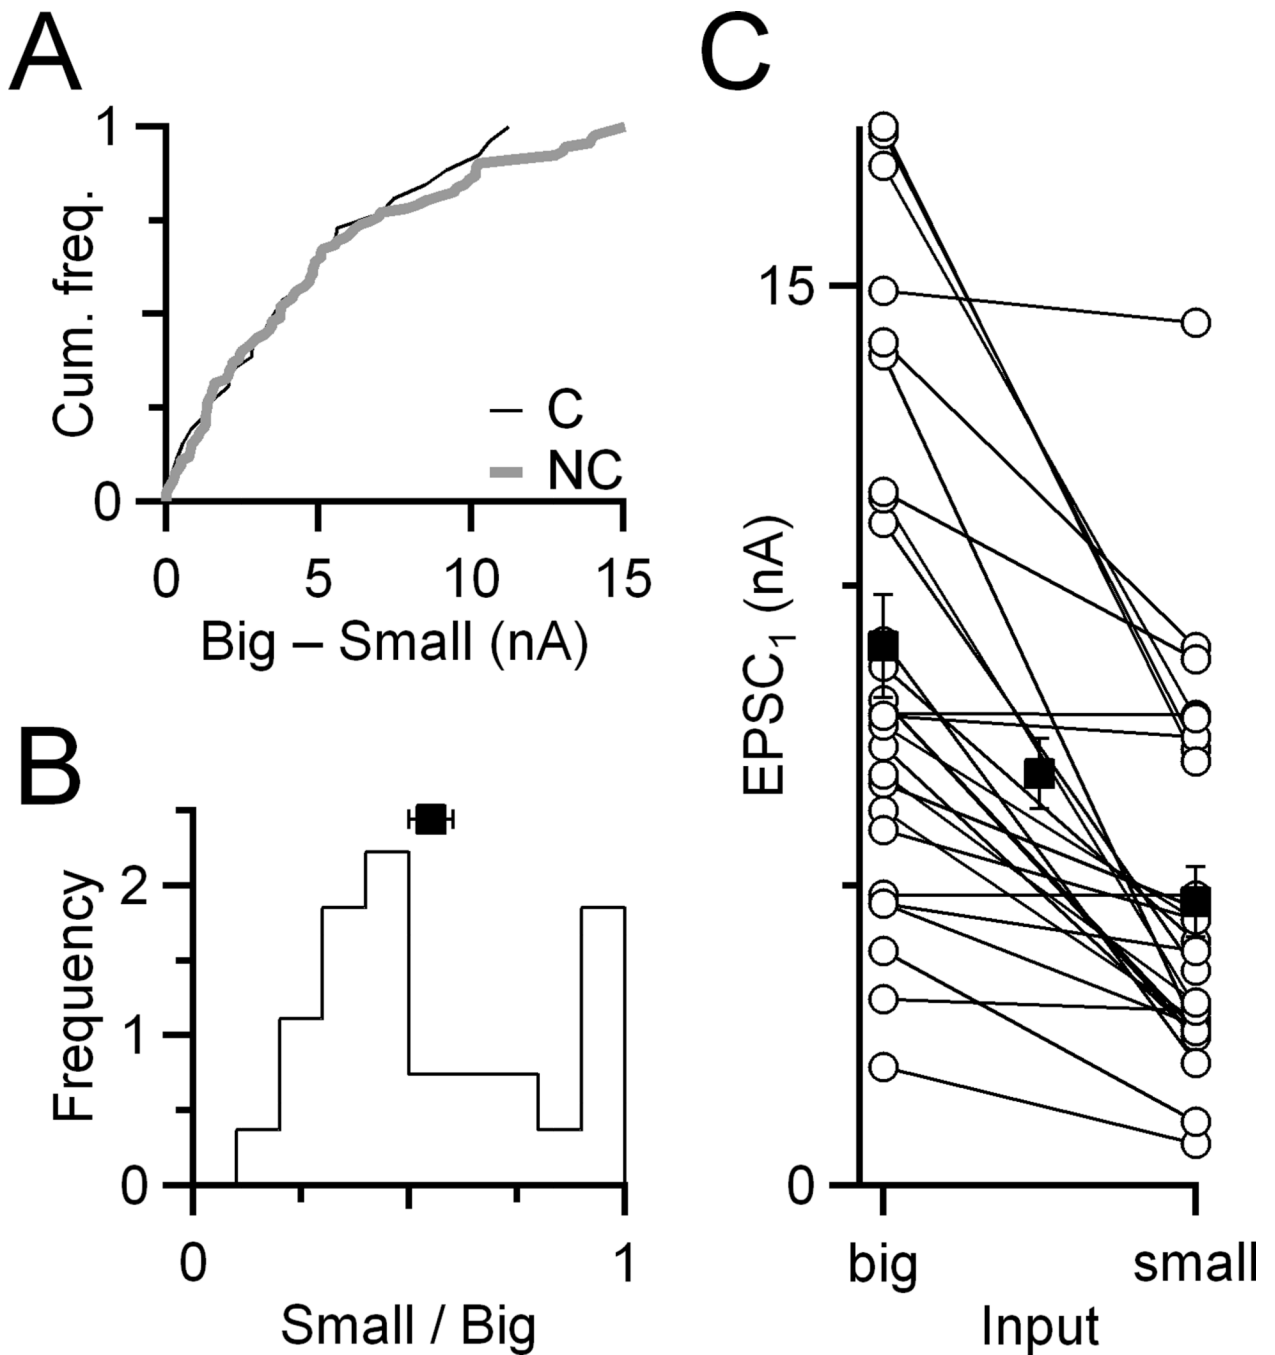 A
1
Cum. freq.
0
C
NC
0 5 10 15
Big – Small (nA)
B
2
1
0
Frequency
0 1
Small / Big
C
15
EPSC₁ (nA)
0
big small
Input